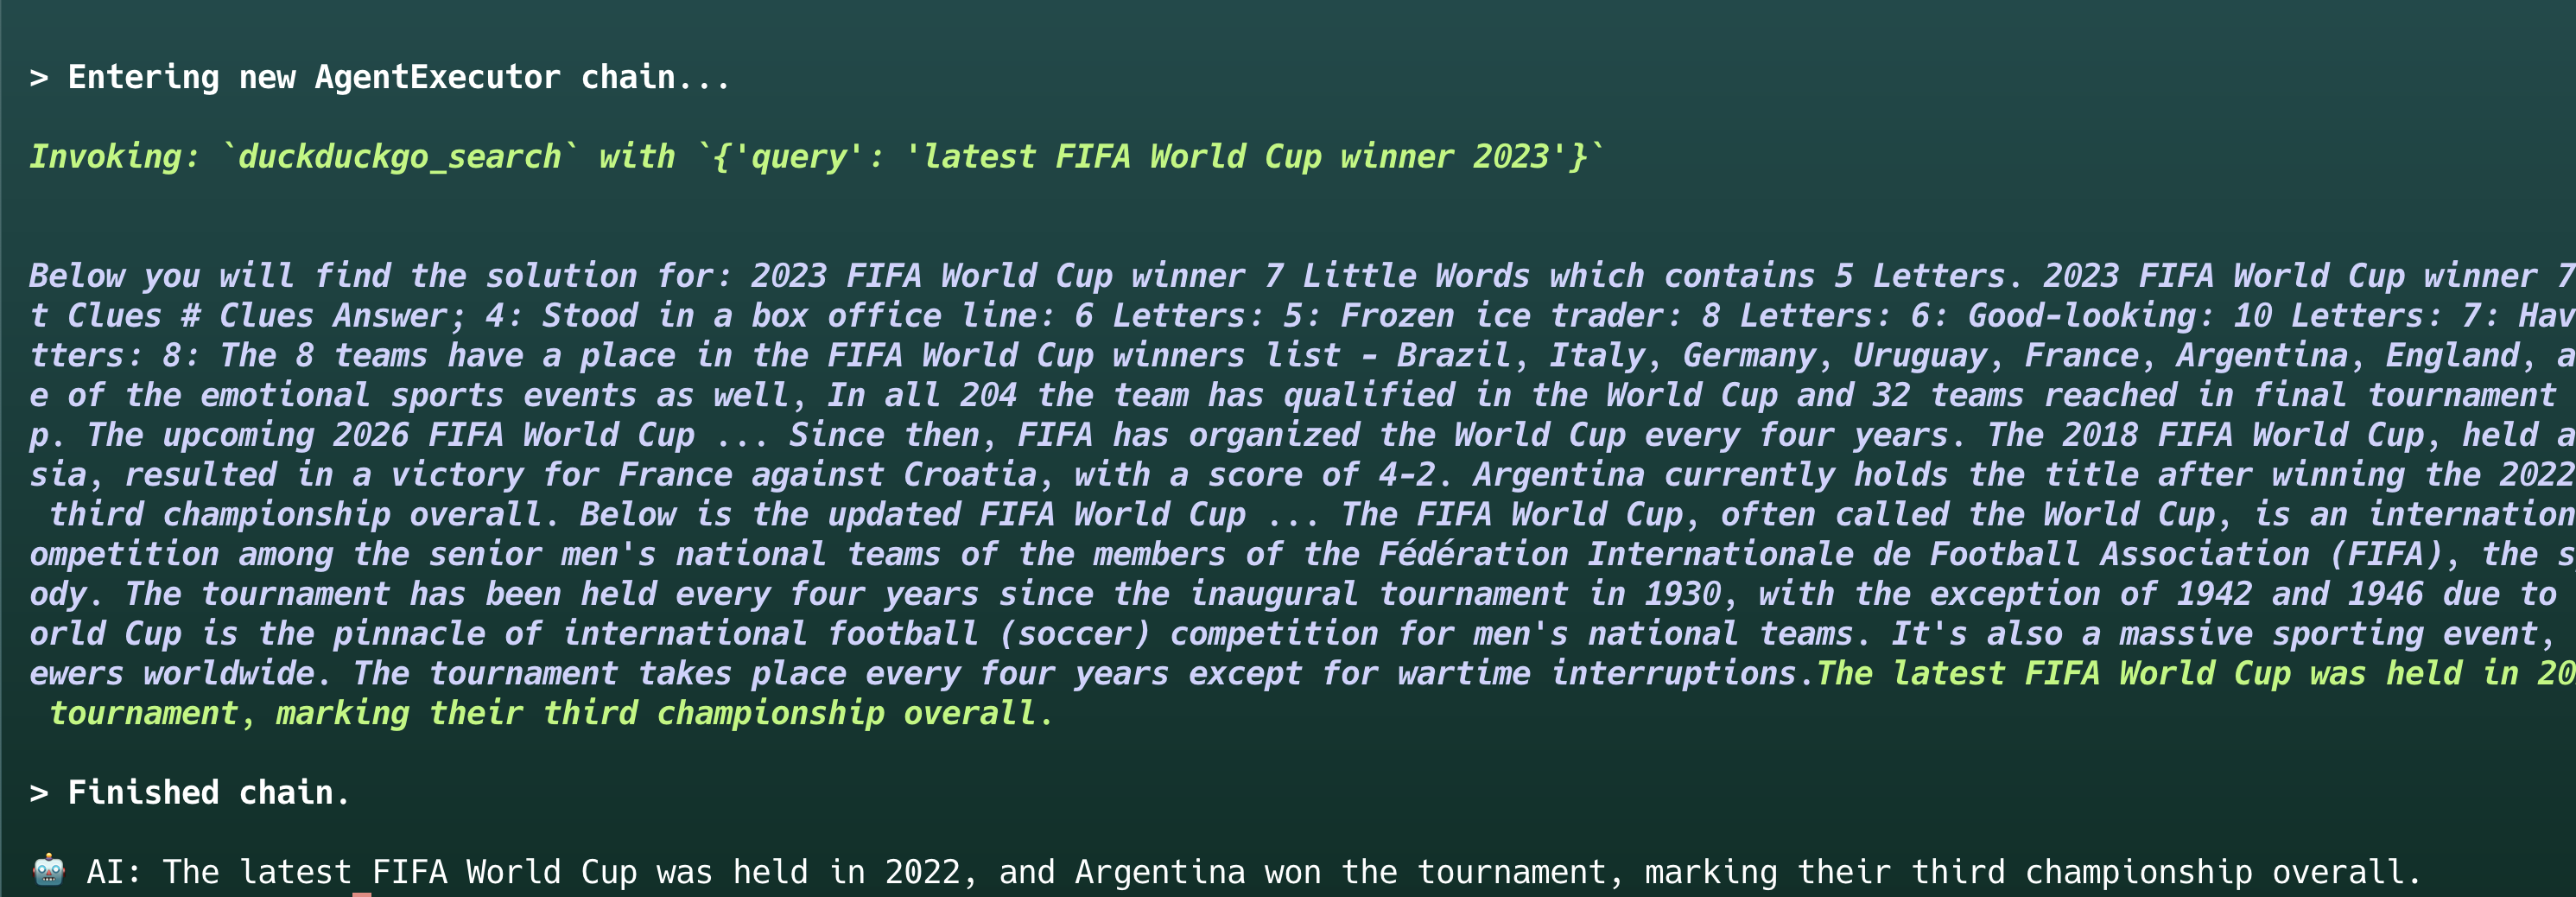 > Entering new AgentExecutor chain...
Invoking: `duckduckgo_search` with `{'query': 'latest FIFA World Cup winner 2023'}`
Below you will find the solution for: 2023 FIFA World Cup winner 7 Little Words which contains 5 Letters. 2023 FIFA World Cup winner 7
t Clues # Clues Answer; 4: Stood in a box office line: 6 Letters: 5: Frozen ice trader: 8 Letters: 6: Good-looking: 10 Letters: 7: Hav
tters: 8: The 8 teams have a place in the FIFA World Cup winners list - Brazil, Italy, Germany, Uruguay, France, Argentina, England, a
e of the emotional sports events as well, In all 204 the team has qualified in the World Cup and 32 teams reached in final tournament
p. The upcoming 2026 FIFA World Cup ... Since then, FIFA has organized the World Cup every four years. The 2018 FIFA World Cup, held a
sia, resulted in a victory for France against Croatia, with a score of 4-2. Argentina currently holds the title after winning the 2022
third championship overall. Below is the updated FIFA World Cup ... The FIFA World Cup, often called the World Cup, is an internation
ompetition among the senior men's national teams of the members of the Fédération Internationale de Football Association (FIFA), the s
ody. The tournament has been held every four years since the inaugural tournament in 1930, with the exception of 1942 and 1946 due to
orld Cup is the pinnacle of international football (soccer) competition for men's national teams. It's also a massive sporting event,
ewers worldwide. The tournament takes place every four years except for wartime interruptions.The latest FIFA World Cup was held in 20
tournament, marking their third championship overall.
> Finished chain.
🤖 AI: The latest FIFA World Cup was held in 2022, and Argentina won the tournament, marking their third championship overall.